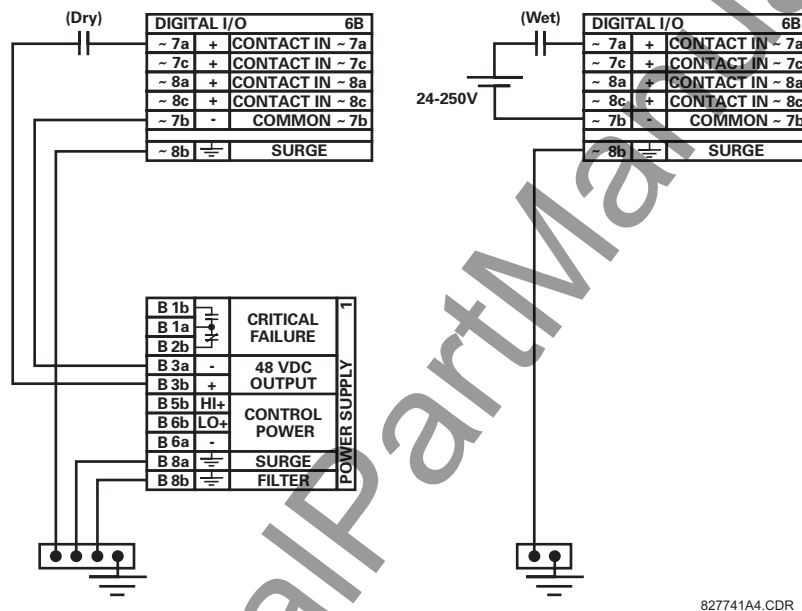 (Dry)
DIGITAL I/O 6B
~ 7a + CONTACT IN ~ 7a
~ 7c + CONTACT IN ~ 7c
~ 8a + CONTACT IN ~ 8a
~ 8c + CONTACT IN ~ 8c
~ 7b - COMMON ~ 7b
~ 8b SURGE
(Wet)
24-250V
DIGITAL I/O 6B
~ 7a + CONTACT IN ~ 7a
~ 7c + CONTACT IN ~ 7c
~ 8a + CONTACT IN ~ 8a
~ 8c + CONTACT IN ~ 8c
~ 7b - COMMON ~ 7b
~ 8b SURGE
B 1b
B 1a
B 2b
CRITICAL
FAILURE
1
B 3a -
B 3b +
48 VDC
OUTPUT
B 5b HI+
B 6b LO+
B 6a -
CONTROL
POWER
B 8a SURGE
B 8b FILTER
POWER SUPPLY
827741A4.CDR